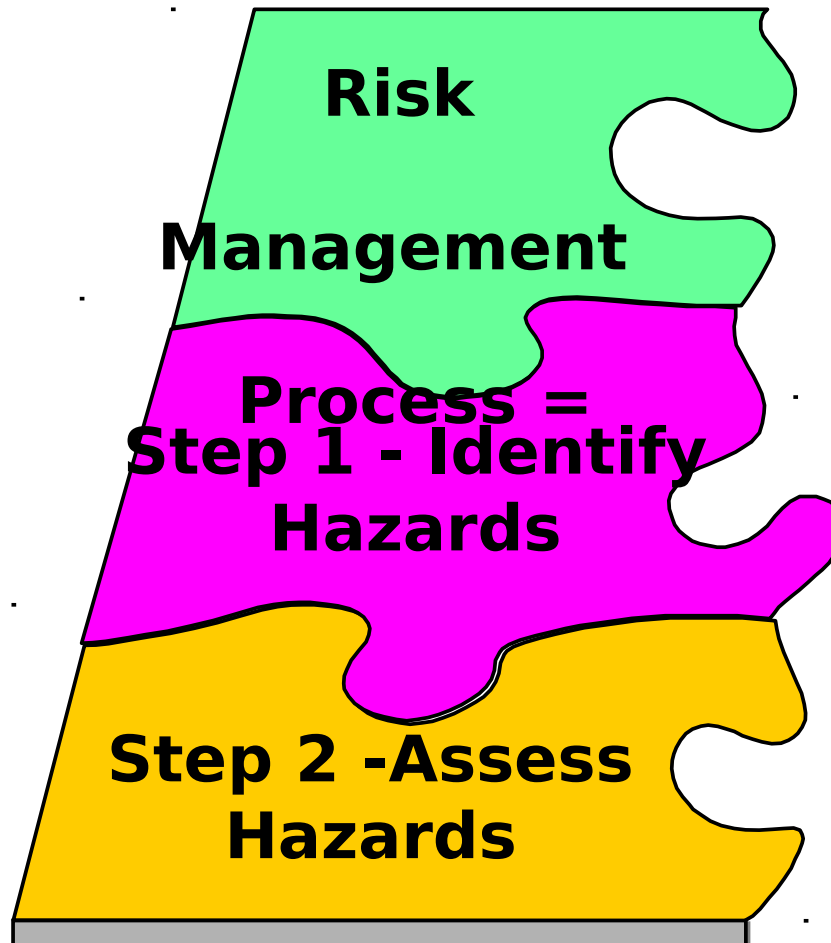 Risk
Management
Process =
Step 1 - Identify
Hazards
Step 2 -Assess
Hazards